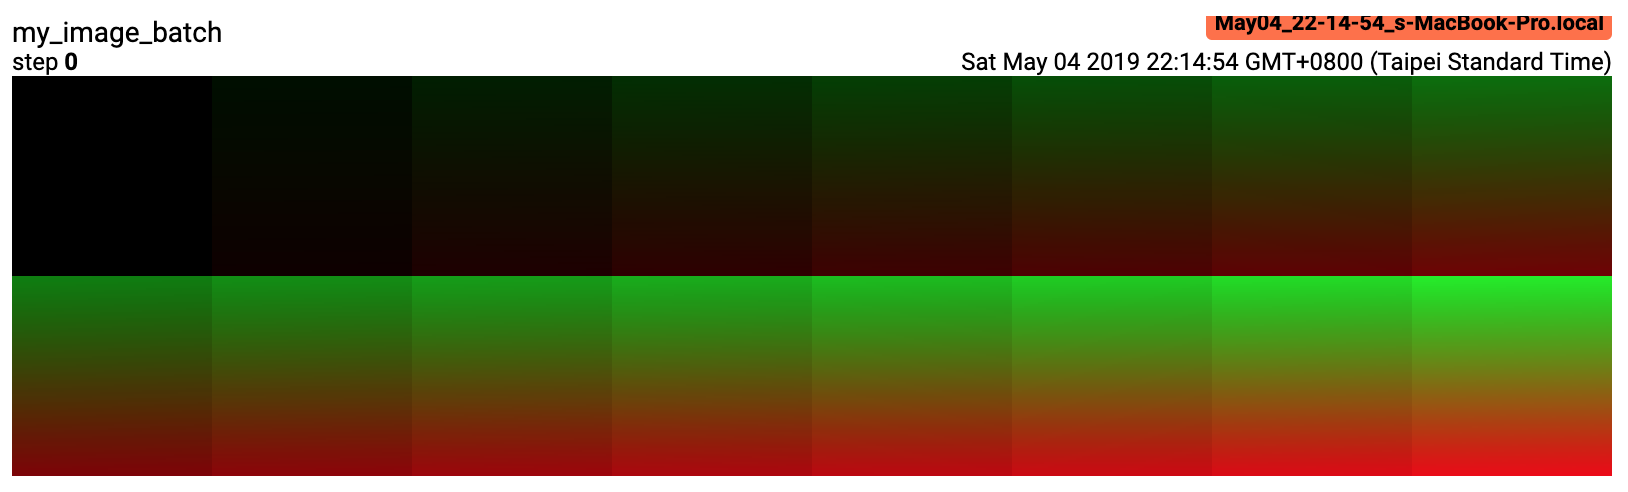 May04_22-14-54_s-MacBook-Pro.local
my_image_batch
step 0
Sat May 04 2019 22:14:54 GMT+0800 (Taipei Standard Time)